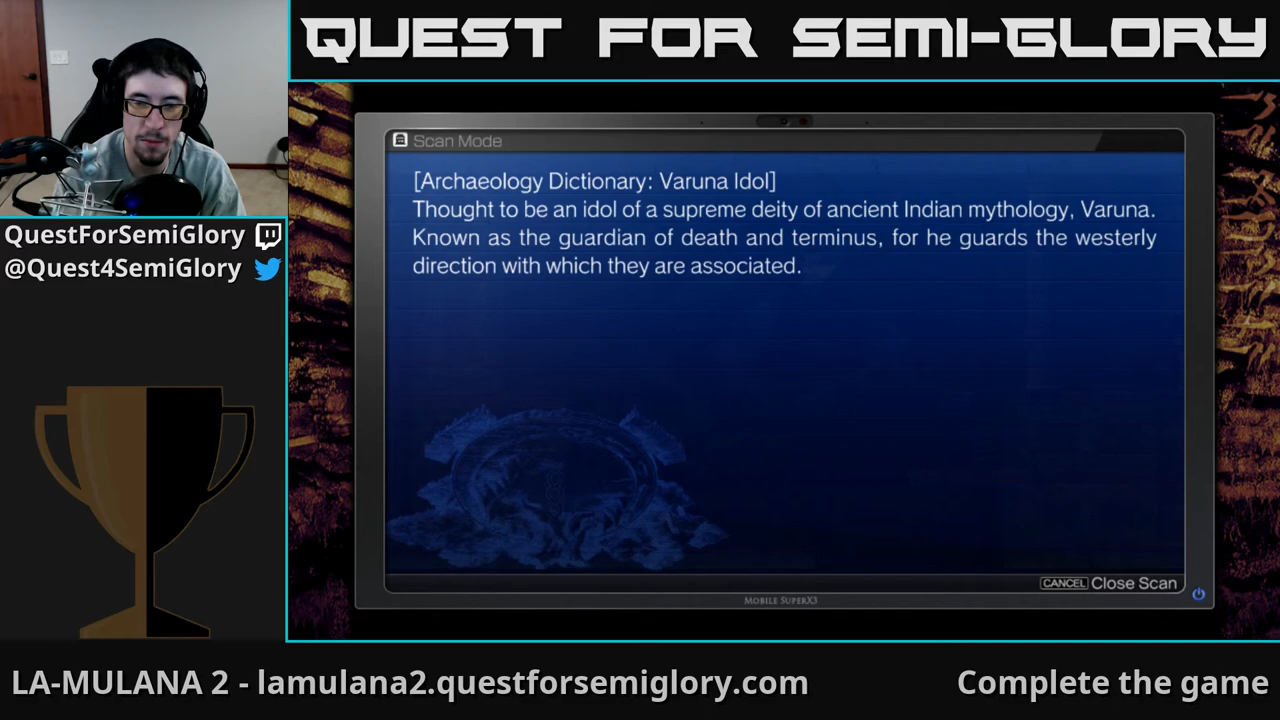 QUEST FOR SEMI-GLORY
Scan Mode
[Archaeology Dictionary: Varuna Idol]
Thought to be an idol of a supreme deity of ancient Indian mythology, Varuna.
Known as the guardian of death and terminus, for he guards the westerly
direction with which they are associated.
CANCEL Close Scan
MOBILE SUPERX3
QuestForSemiGlory
@Quest4SemiGlory
LA-MULANA 2 - lamulana2.questforsemiglory.com
Complete the game